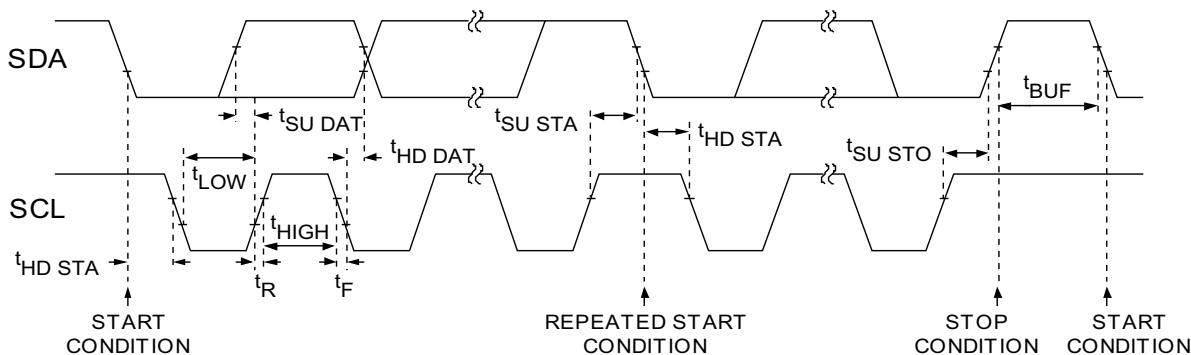 SDA
tBUF
tSU DAT
tSU STA
tHD STA
tHD DAT
tSU STO
tLOW
SCL
tHIGH
tHD STA
tR
tF
START
CONDITION
REPEATED START
CONDITION
STOP
CONDITION
START
CONDITION